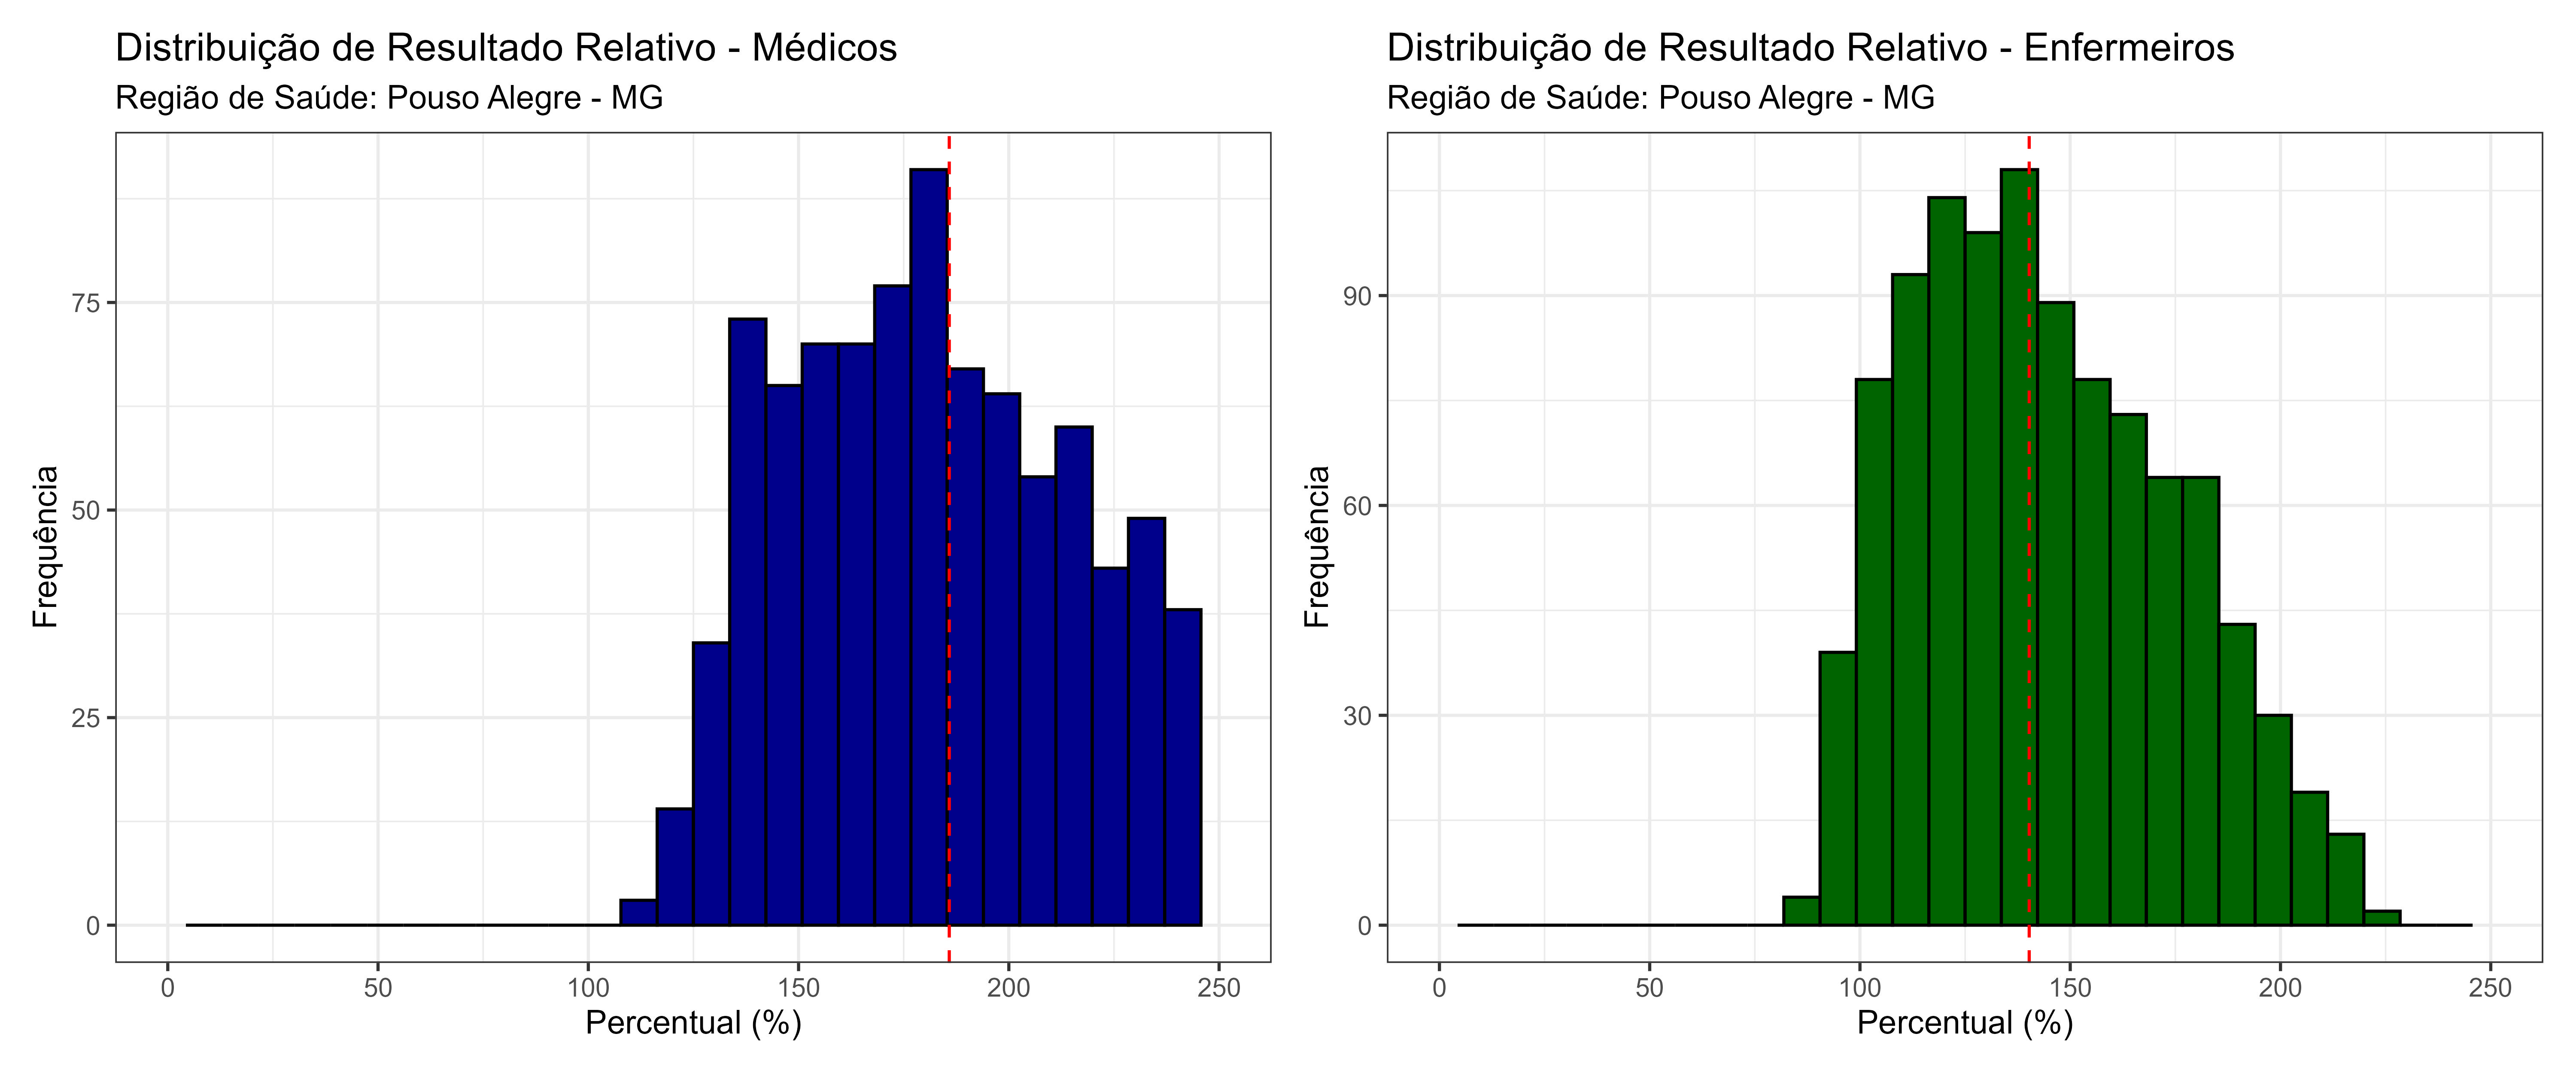 Distribuição de Resultado Relativo - Médicos
Região de Saúde: Pouso Alegre - MG
Frequência
75
50
25
0
0 50 100 150 200 250
Percentual (%)
Distribuição de Resultado Relativo - Enfermeiros
Região de Saúde: Pouso Alegre - MG
Frequência
90
60
30
0
0 50 100 150 200 250
Percentual (%)